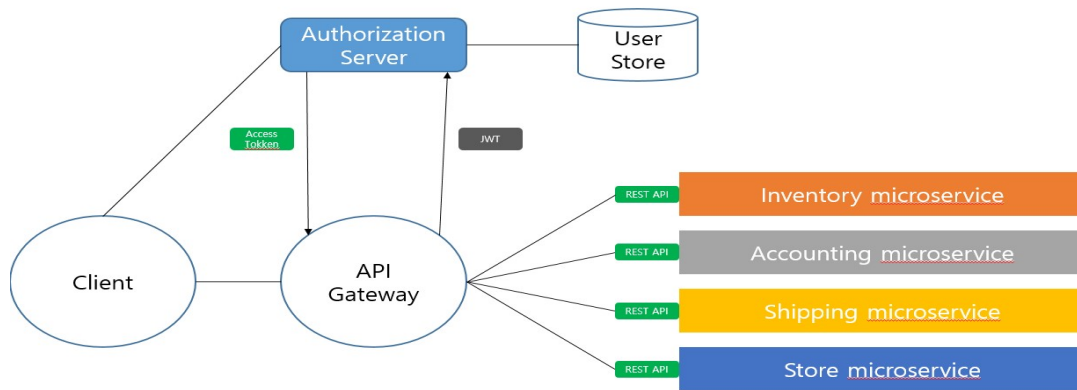 Authorization
Server
User
Store
Access
Tokken
JWT
REST API
Inventory microservice
REST API
Accounting microservice
Client
API
Gateway
REST API
Shipping microservice
REST API
Store microservice